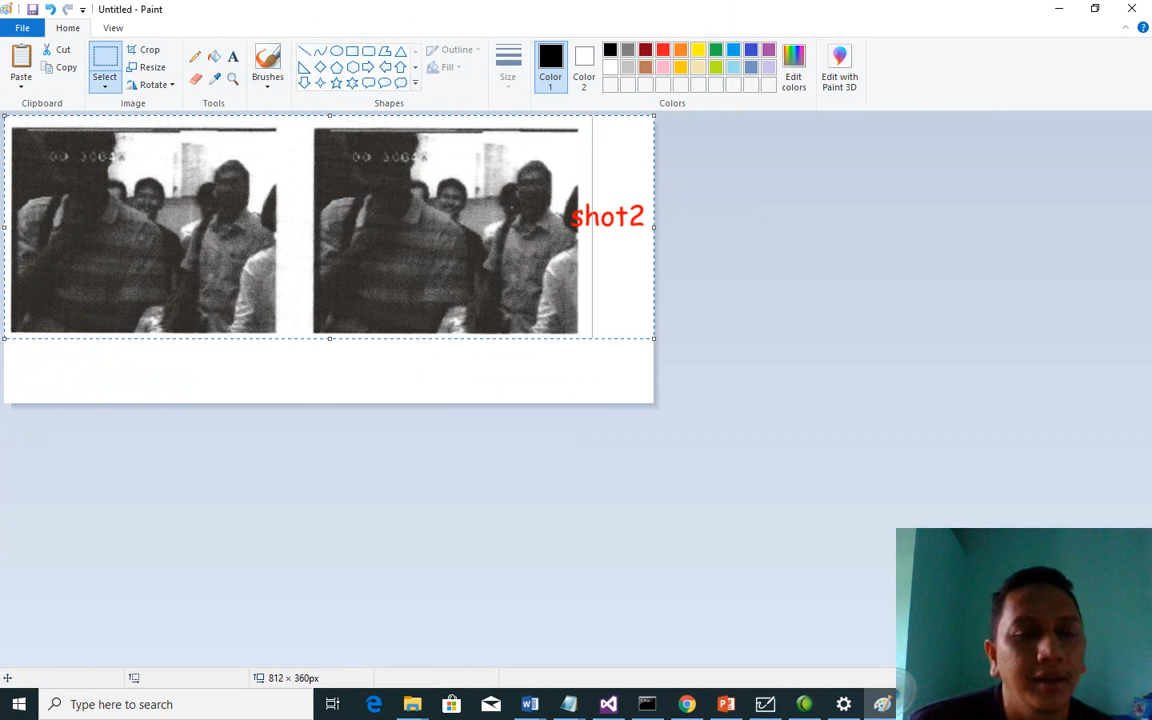 Untitled - Paint
File
Home
View
Paste
Cut
Copy
Clipboard
Select
Crop
Resize
Rotate
Image
Tools
Brushes
Outline
Fill
Shapes
Size
Color 1
Color 2
Edit colors
Colors
Edit with Paint 3D
shot2
812 × 360px
Type here to search